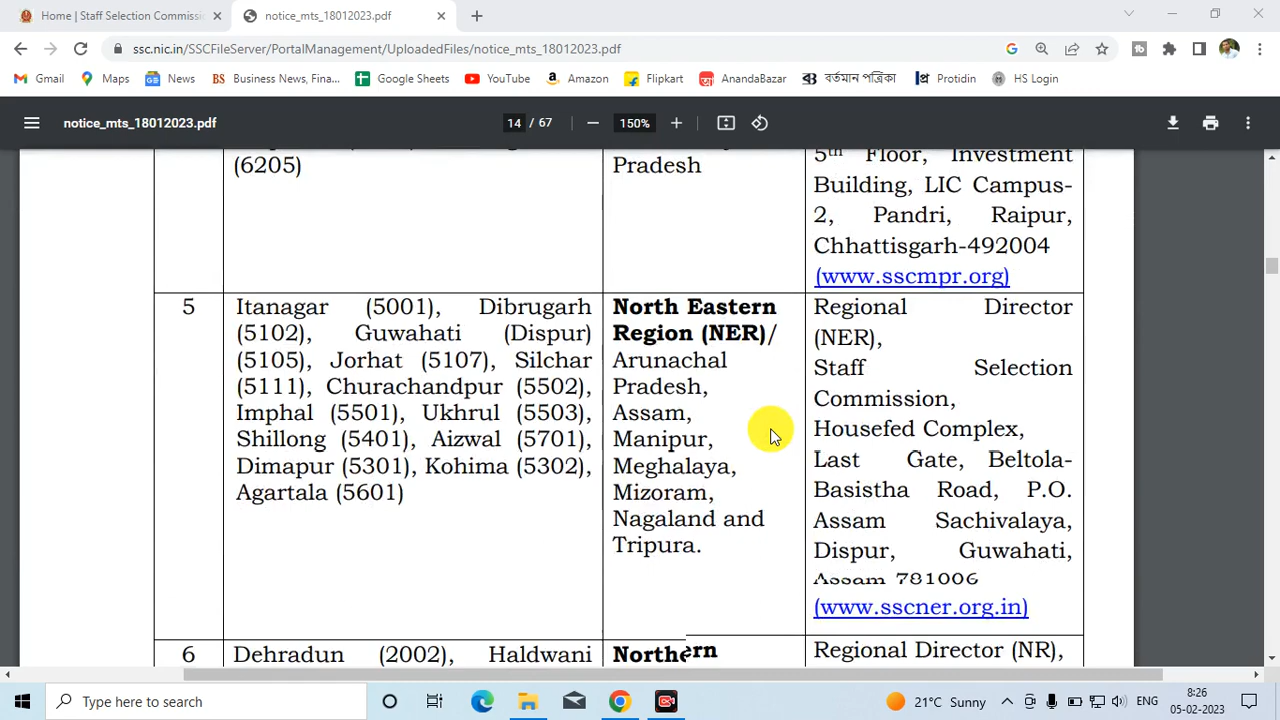 Home | Staff Selection Commissi
notice_mts_18012023.pdf
ssc.nic.in/SSCFileServer/PortalManagement/UploadedFiles/notice_mts_18012023.pdf
Gmail Maps News BS Business News, Fina... Google Sheets YouTube Amazon Flipkart AnandaBazar বর্তমান পত্রিকা Protidin HS Login
notice_mts_18012023.pdf
14 / 67
150%
(6205)
Pradesh
5th Floor, Investment
Building, LIC Campus-
2, Pandri, Raipur,
Chhattisgarh-492004
(www.sscmpr.org)
5
Itanagar (5001), Dibrugarh
(5102), Guwahati (Dispur)
(5105), Jorhat (5107), Silchar
(5111), Churachandpur (5502),
Imphal (5501), Ukhrul (5503),
Shillong (5401), Aizwal (5701),
Dimapur (5301), Kohima (5302),
Agartala (5601)
North Eastern
Region (NER)/
Arunachal
Pradesh,
Assam,
Manipur,
Meghalaya,
Mizoram,
Nagaland and
Tripura.
Regional Director
(NER),
Staff Selection
Commission,
Housefed Complex,
Last Gate, Beltola-
Basistha Road, P.O.
Assam Sachivalaya,
Dispur, Guwahati,
Assam 781006
(www.sscner.org.in)
6
Dehradun (2002), Haldwani
Northern
Regional Director (NR),
Type here to search
21°C Sunny
ENG
8:26
05-02-2023